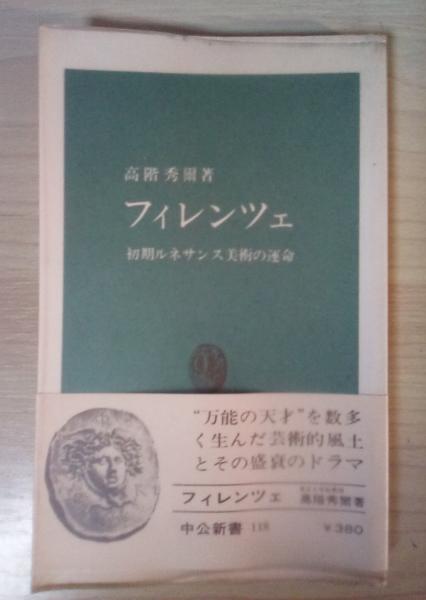 高階秀爾著
フィレンツェ
初期ルネサンス美術の運命
“万能の天才”を数多
く生んだ芸術的風土
とその盛衰のドラマ
フィレンツェ
高階秀爾著
中公新書 118
￥380